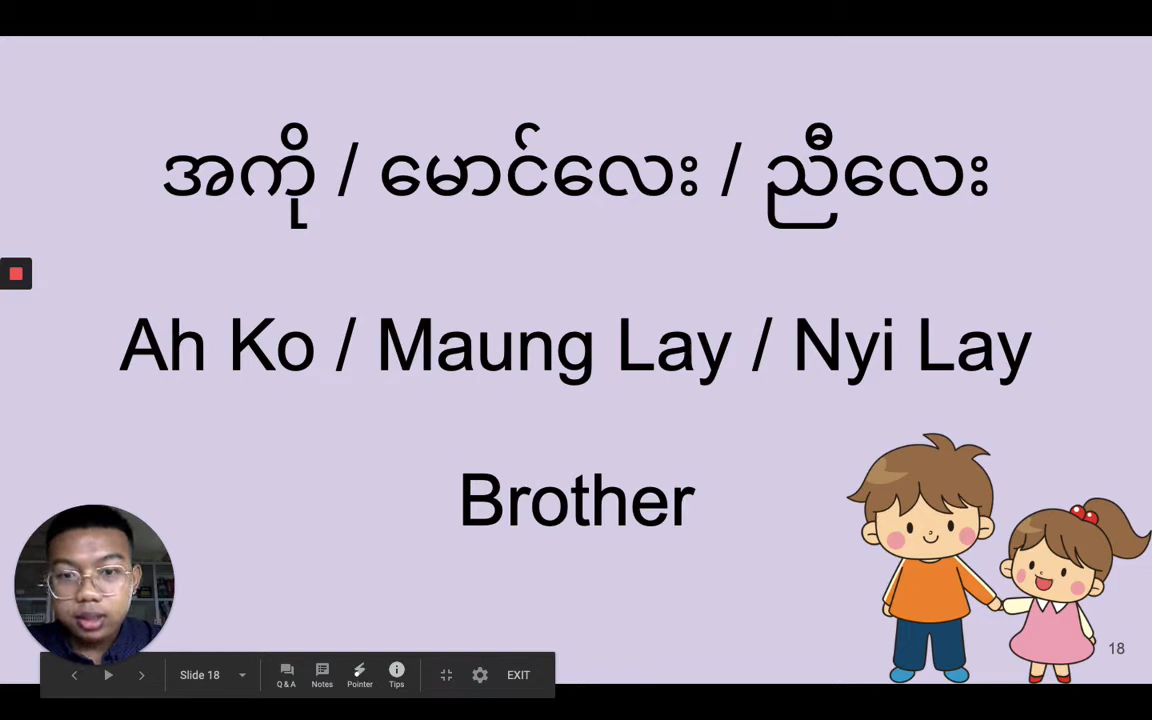 အကို / မောင်လေး / ညီလေး
Ah Ko / Maung Lay / Nyi Lay
Brother
18
Slide 18
Q & A
Notes
Pointer
Tips
EXIT